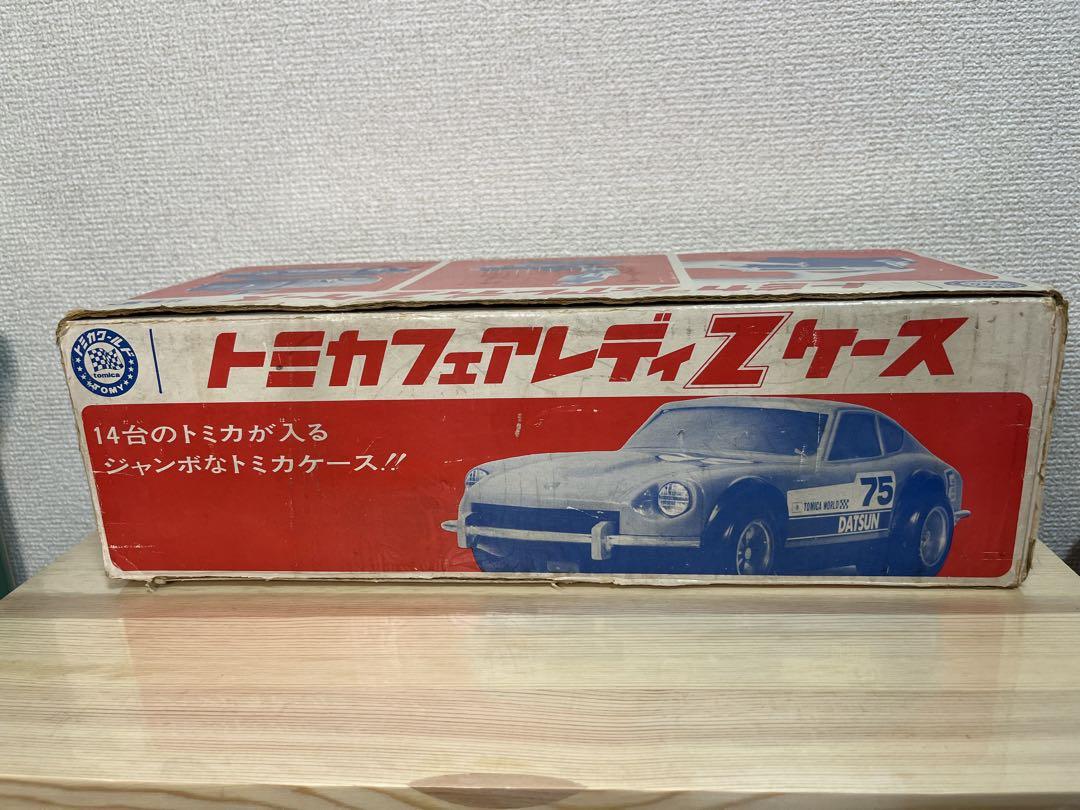 トミカワールド
tomica
TOMY
トミカフェアレディZケース
14台のトミカが入る
ジャンボなトミカケース!!
75
TOMICA WORLD
DATSUN